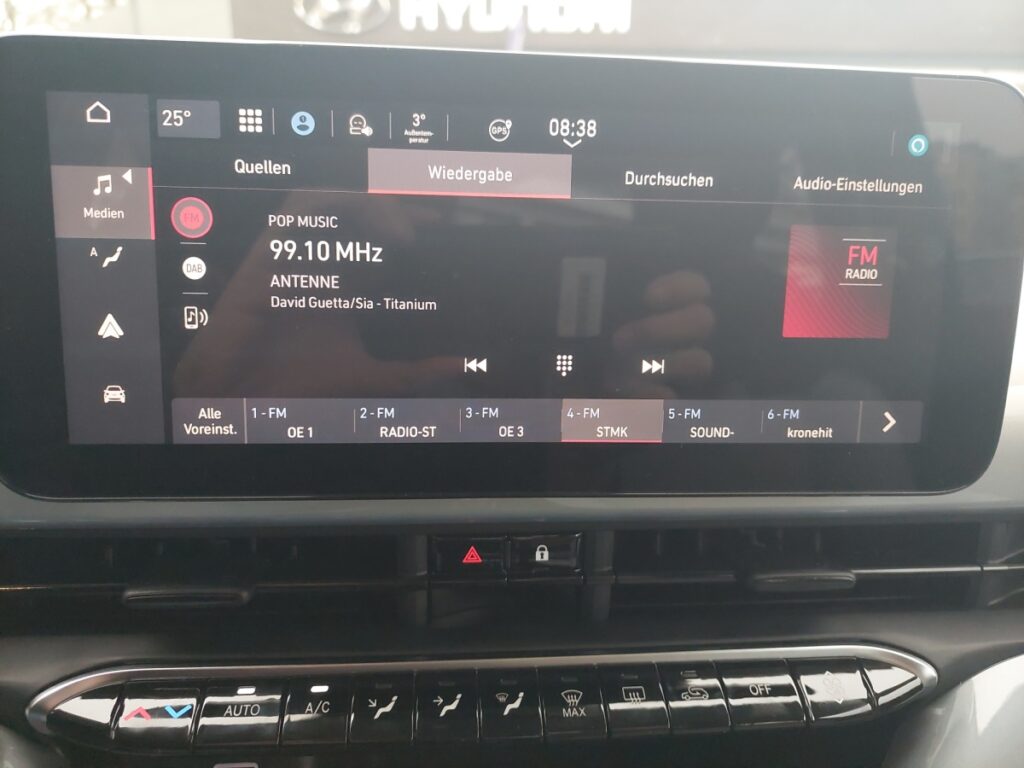 HYUNDAI
25°
3°
Außentem-
peratur
GPS
08:38
Quellen
Wiedergabe
Durchsuchen
Audio-Einstellungen
Medien
FM
DAB
A
POP MUSIC
99.10 MHz
ANTENNE
David Guetta/Sia - Titanium
FM
RADIO
Alle
Voreinst.
1 - FM
OE 1
2 - FM
RADIO-ST
3 - FM
OE 3
4 - FM
STMK
5 - FM
SOUND-
6 - FM
kronehit
AUTO
A/C
MAX
OFF